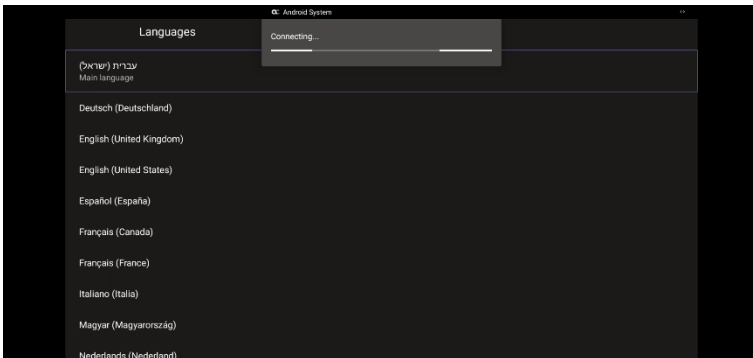 Android System
Languages
Connecting...
עברית (ישראל)
Main language
Deutsch (Deutschland)
English (United Kingdom)
English (United States)
Español (España)
Français (Canada)
Français (France)
Italiano (Italia)
Magyar (Magyarország)
Nederlands (Nederland)